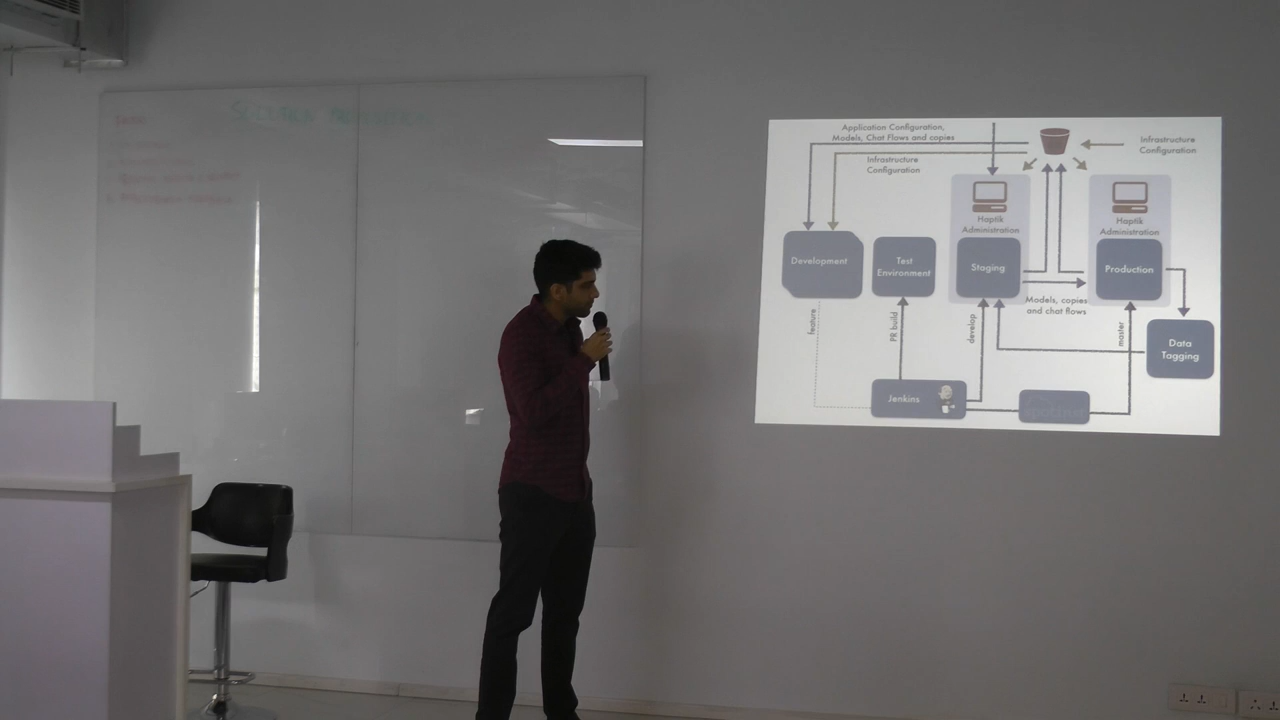 Application Configuration,
Models, Chat Flows and copies
Infrastructure
Configuration
Infrastructure
Configuration
Haptik
Administration
Haptik
Administration
Development
Test
Environment
Staging
Production
Models, copies
and chat flows
feature
PR build
develop
master
Data
Tagging
Jenkins